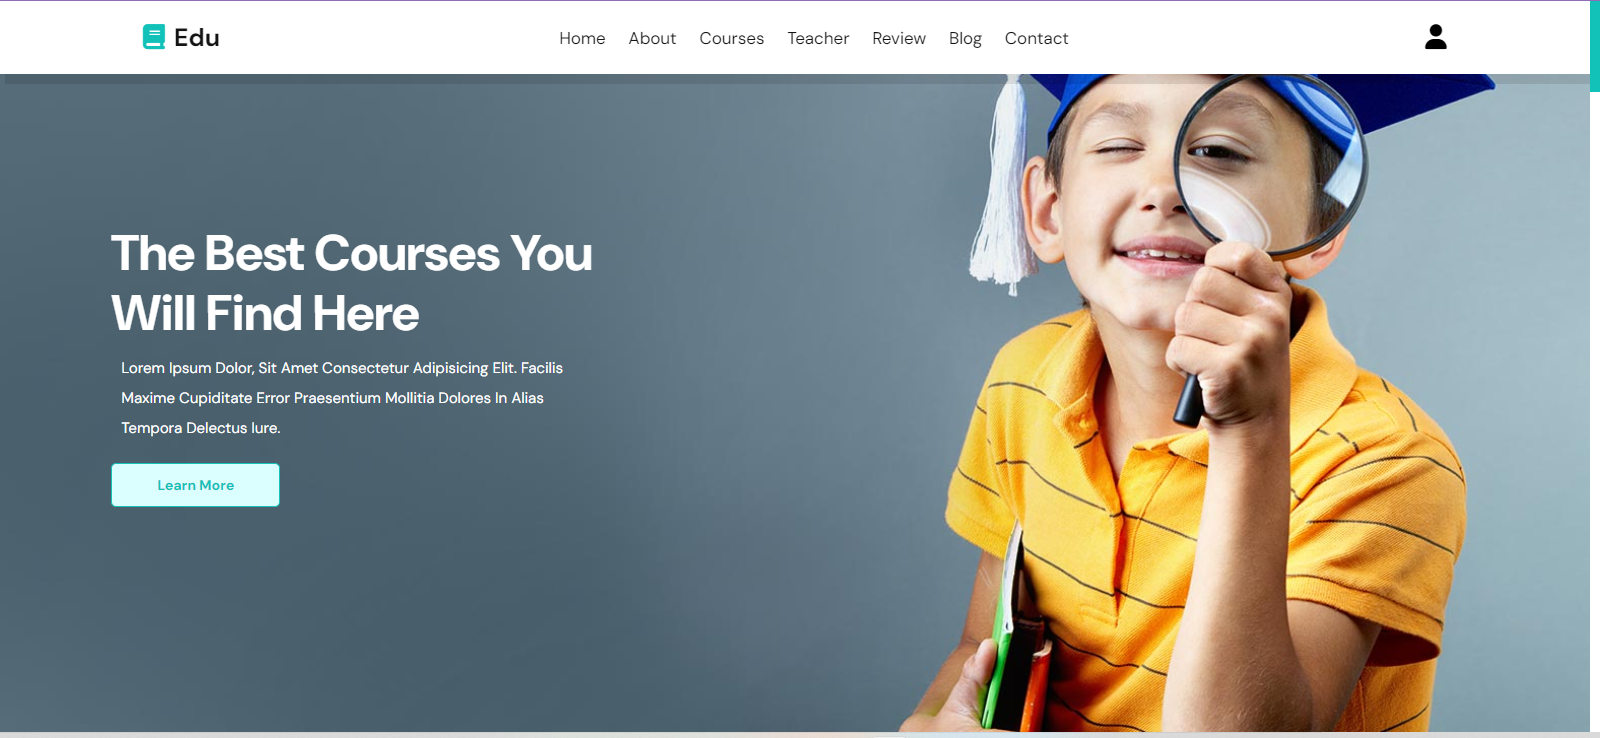 Edu
Home About Courses Teacher Review Blog Contact
The Best Courses You
Will Find Here
Lorem Ipsum Dolor, Sit Amet Consectetur Adipisicing Elit. Facilis
Maxime Cupiditate Error Praesentium Mollitia Dolores In Alias
Tempora Delectus Iure.
Learn More